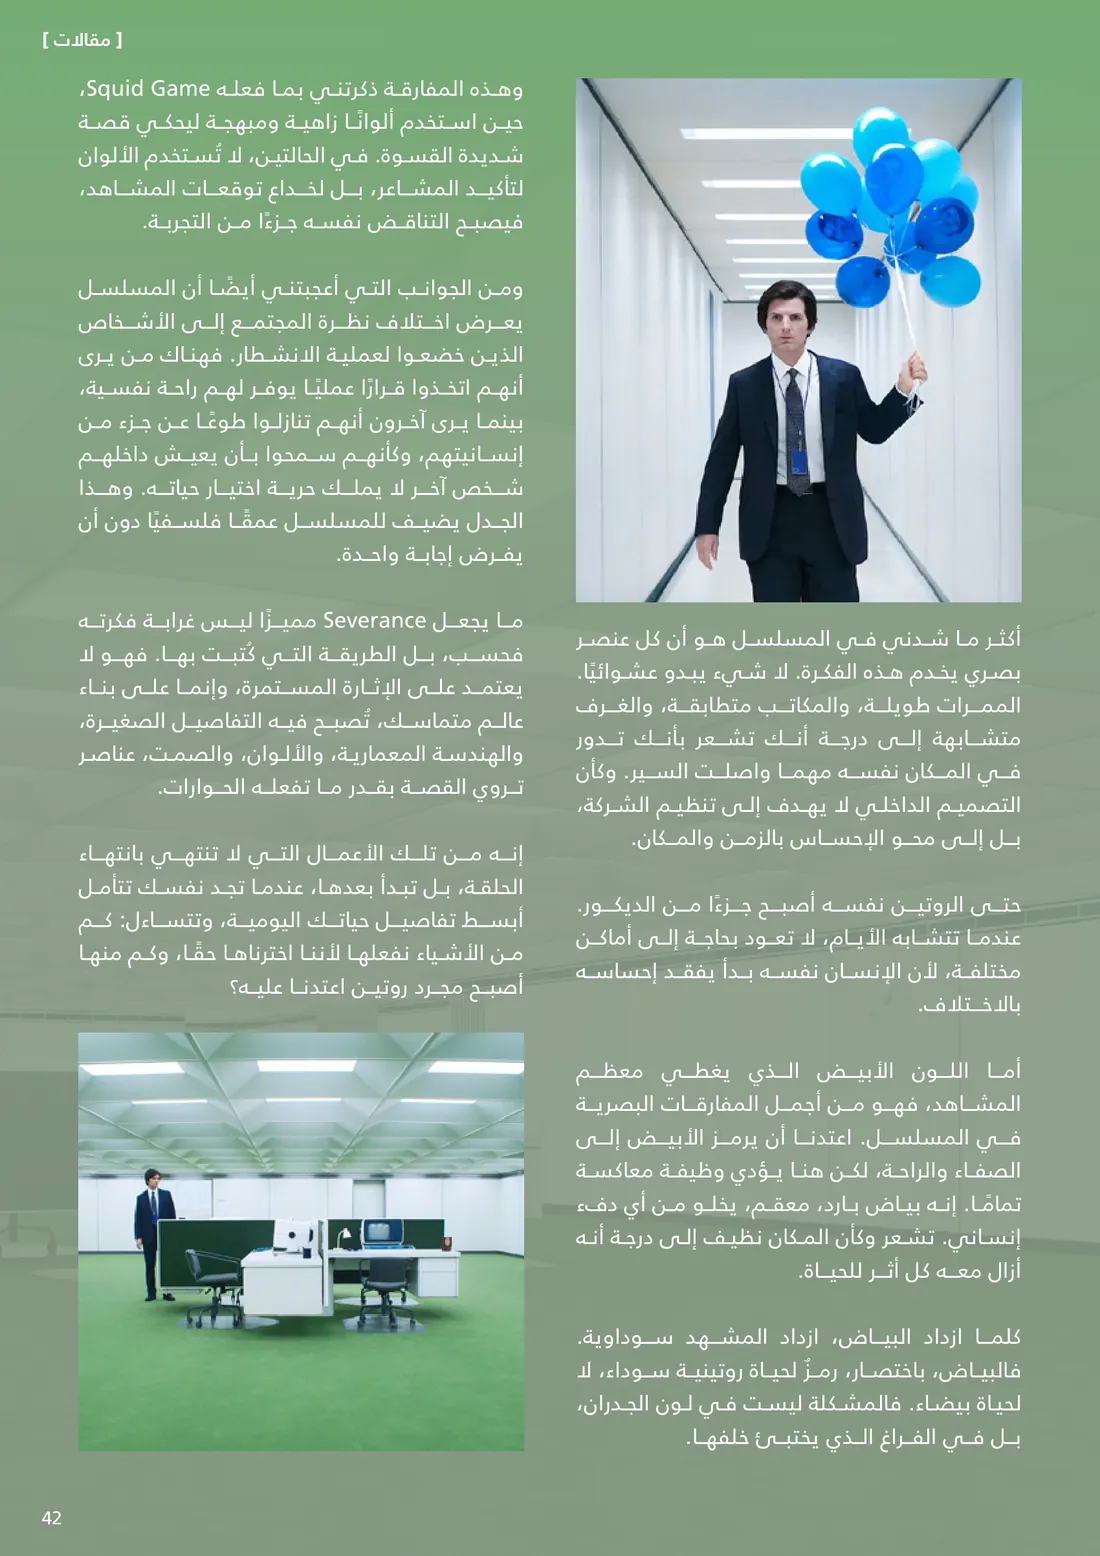 [ مقالات ]
أكثر ما شدني في المسلسل هو أن كل عنصر
بصري يخدم هذه الفكرة. لا شيء يبدو عشوائيًا.
الممرات طويلة، والمكاتب متطابقة، والغرف
متشابهة إلى درجة أنك تشعر بأنك تدور
في المكان نفسه مهما واصلت السير. وكأن
التصميم الداخلي لا يهدف إلى تنظيم الشركة،
بل إلى محو الإحساس بالزمن والمكان.
حتى الروتين نفسه أصبح جزءًا من الديكور.
عندما تتشابه الأيام، لا تعود بحاجة إلى أماكن
مختلفة، لأن الإنسان نفسه بدأ يفقد إحساسه
بالاختلاف.
أما اللون الأبيض الذي يغطي معظم
المشاهد، فهو من أجمل المفارقات البصرية
في المسلسل. اعتدنا أن يرمز الأبيض إلى
الصفاء والراحة، لكن هنا يؤدي وظيفة معاكسة
تمامًا. إنه بياض بارد، معقم، يخلو من أي دفء
إنساني. تشعر وكأن المكان نظيف إلى درجة أنه
أزال معه كل أثر للحياة.
كلما ازداد البياض، ازداد المشهد سوداوية.
فالبياض، باختصار، رمزٌ لحياة روتينية سوداء، لا
لحياة بيضاء. فالمشكلة ليست في لون الجدران،
بل في الفراغ الذي يختبئ خلفها.
وهذه المفارقة ذكرتني بما فعله Squid Game،
حين استخدم ألوانًا زاهية ومبهجة ليحكي قصة
شديدة القسوة. في الحالتين، لا تُستخدم الألوان
لتأكيد المشاعر، بل لخداع توقعات المشاهد،
فيصبح التناقض نفسه جزءًا من التجربة.
ومن الجوانب التي أعجبتني أيضًا أن المسلسل
يعرض اختلاف نظرة المجتمع إلى الأشخاص
الذين خضعوا لعملية الانشطار. فهناك من يرى
أنهم اتخذوا قرارًا عمليًا يوفر لهم راحة نفسية،
بينما يرى آخرون أنهم تنازلوا طوعًا عن جزء من
إنسانيتهم، وكأنهم سمحوا بأن يعيش داخلهم
شخص آخر لا يملك حرية اختيار حياته. وهذا
الجدل يضيف للمسلسل عمقًا فلسفيًا دون أن
يفرض إجابة واحدة.
ما يجعل Severance مميزًا ليس غرابة فكرته
فحسب، بل الطريقة التي كُتبت بها. فهو لا
يعتمد على الإثارة المستمرة، وإنما على بناء
عالم متماسك، تُصبح فيه التفاصيل الصغيرة،
والهندسة المعمارية، والألوان، والصمت، عناصر
تروي القصة بقدر ما تفعله الحوارات.
إنه من تلك الأعمال التي لا تنتهي بانتهاء
الحلقة، بل تبدأ بعدها، عندما تجد نفسك تتأمل
أبسط تفاصيل حياتك اليومية، وتتساءل: كم
من الأشياء نفعلها لأننا اخترناها حقًا، وكم منها
أصبح مجرد روتين اعتدنا عليه؟
42